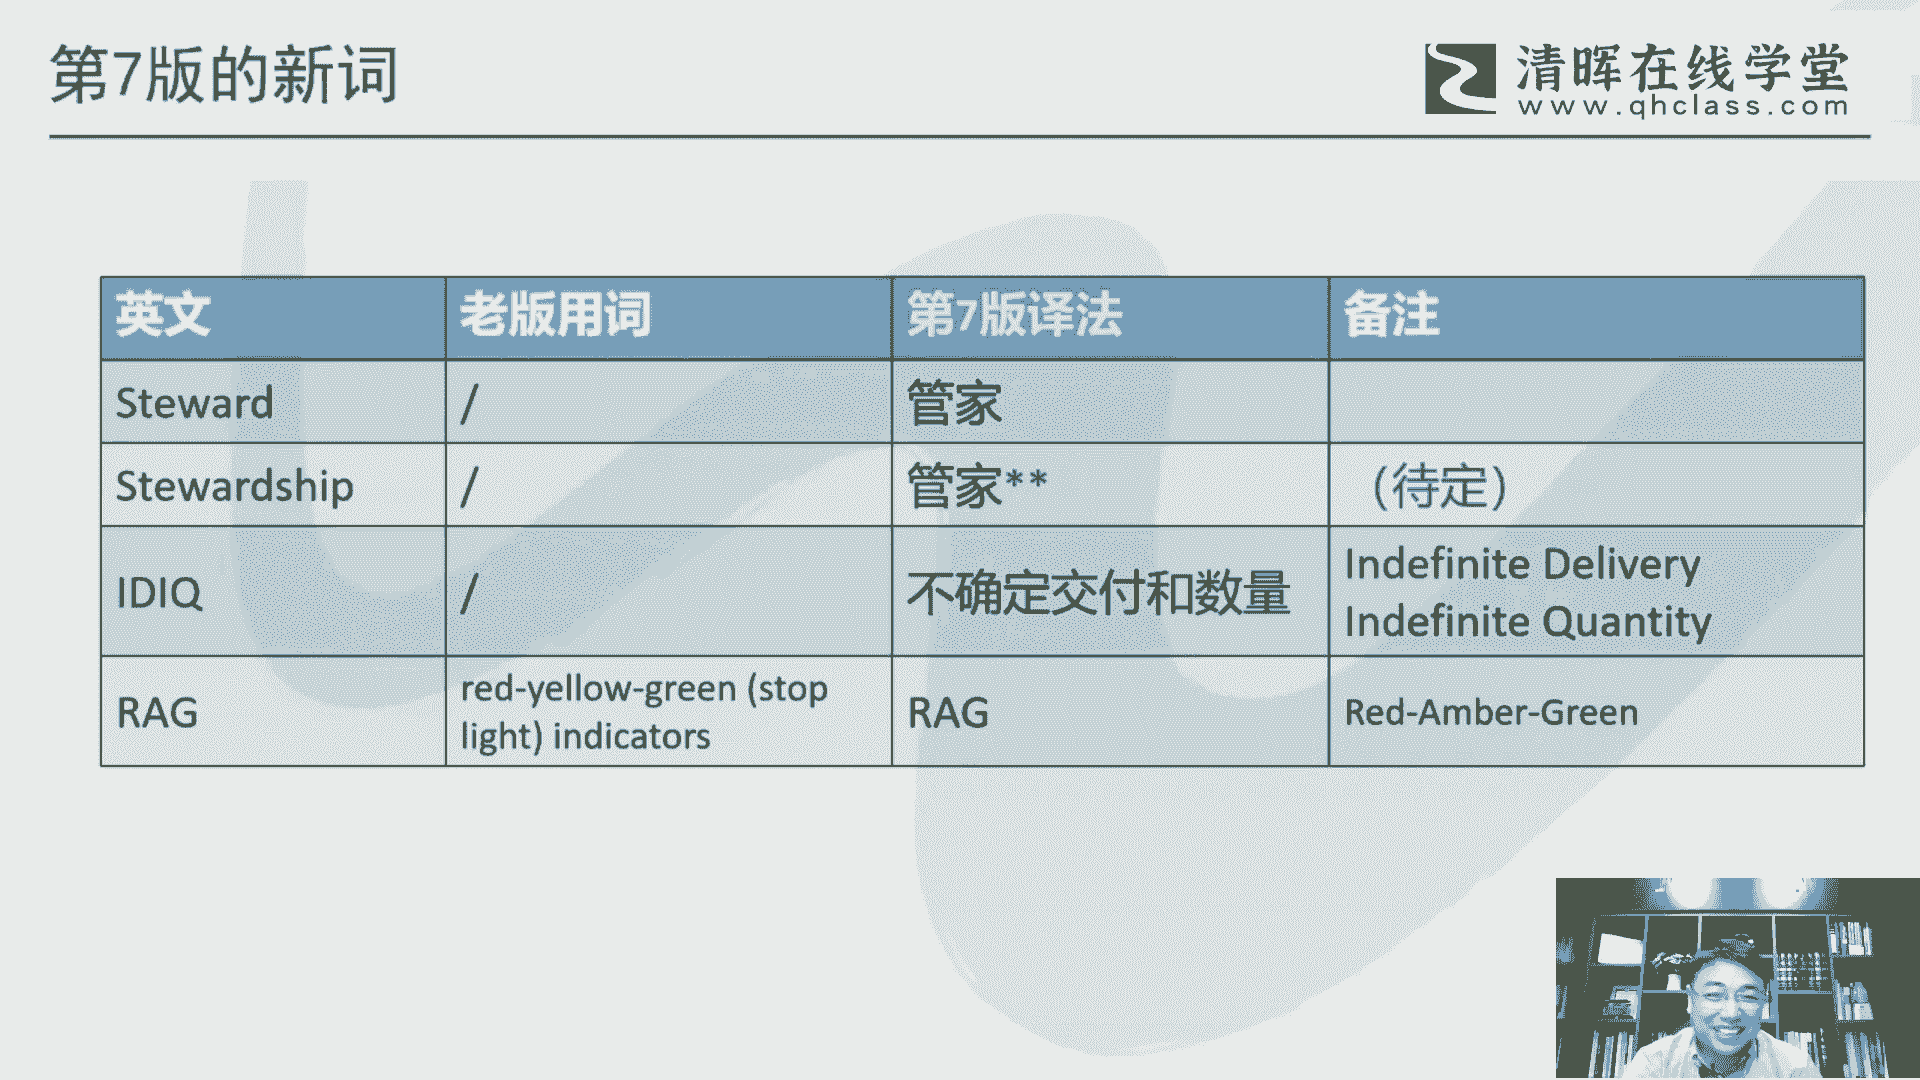 第7版的新词
清晖在线学堂
www.qhclass.com
英文 老版用词 第7版译法 备注
Steward / 管家
Stewardship / 管家** （待定）
IDIQ / 不确定交付和数量 Indefinite Delivery
Indefinite Quantity
RAG red-yellow-green (stop
light) indicators RAG Red-Amber-Green